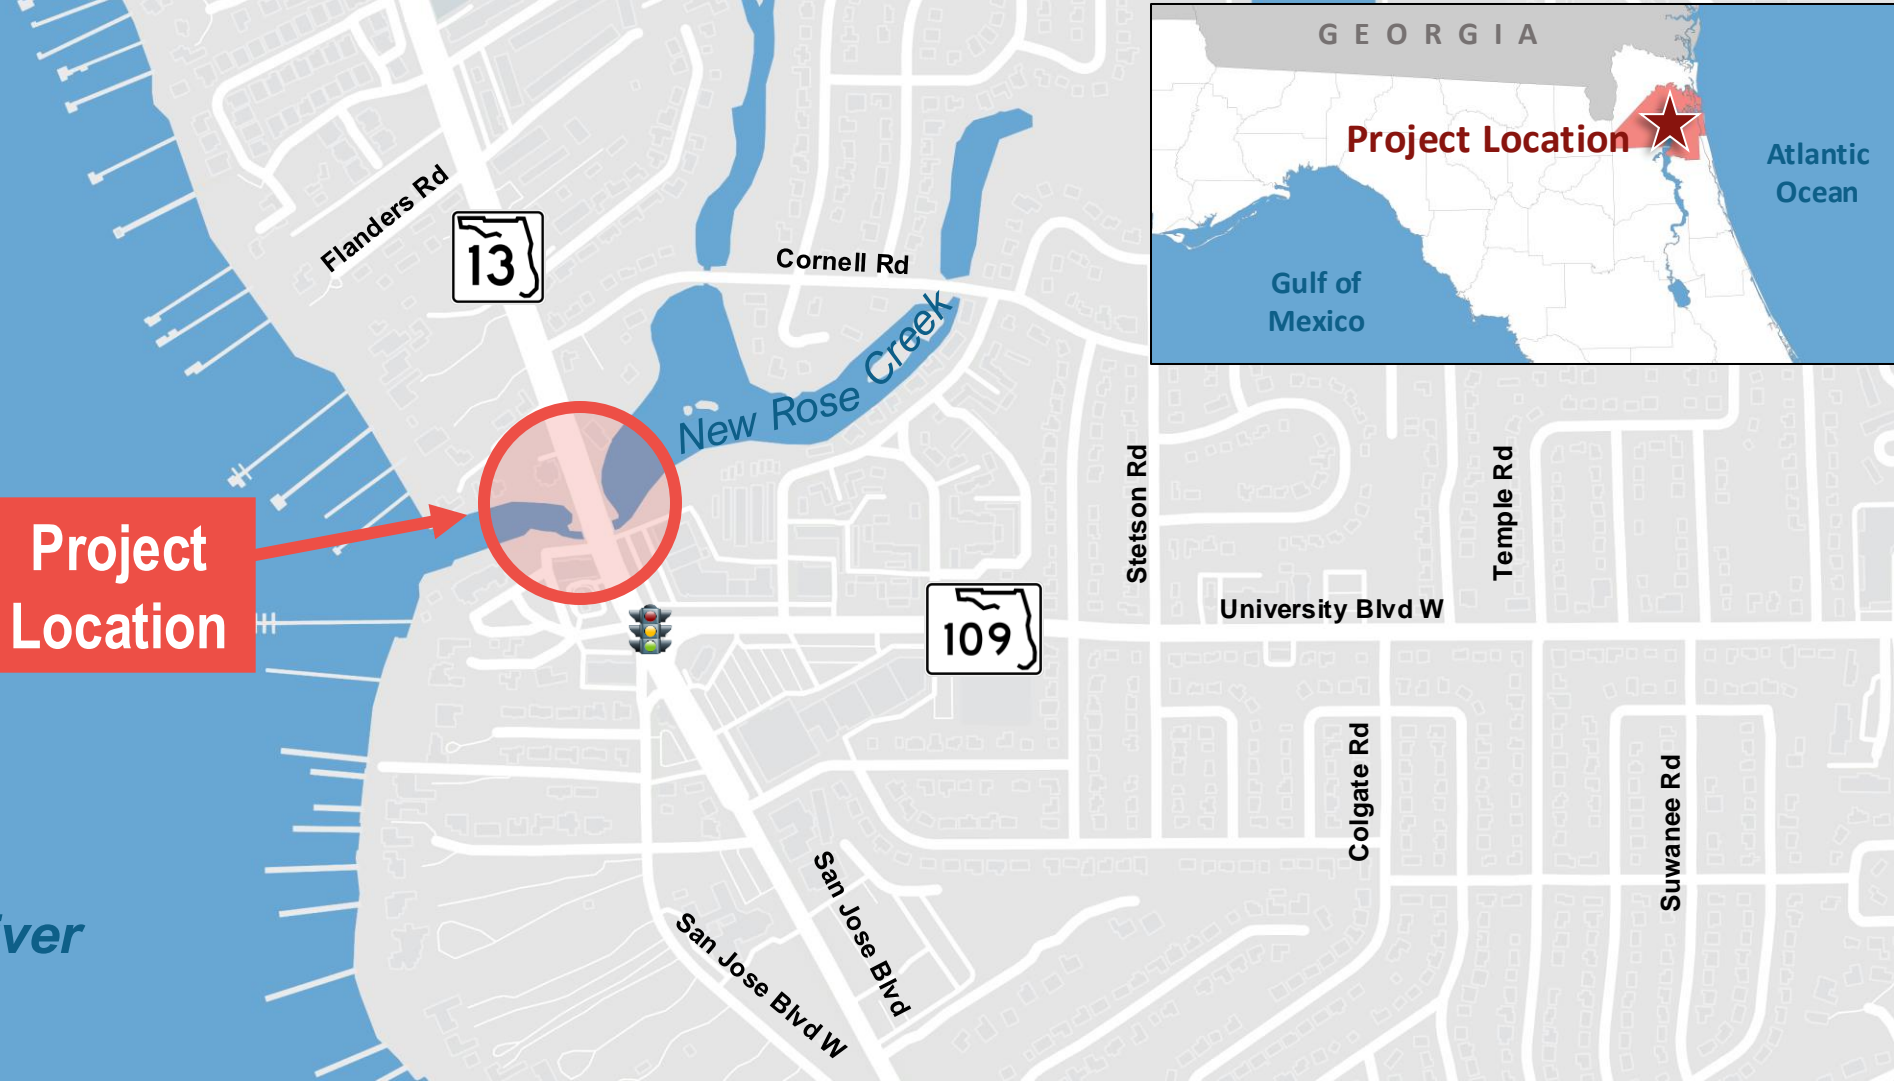 GEORGIA
Project Location
Atlantic
Ocean
Gulf of
Mexico
Flanders Rd
13
Cornell Rd
New Rose Creek
Project
Location
Stetson Rd
Temple Rd
109
University Blvd W
Colgate Rd
Suwanee Rd
San Jose Blvd
San Jose Blvd W
ver